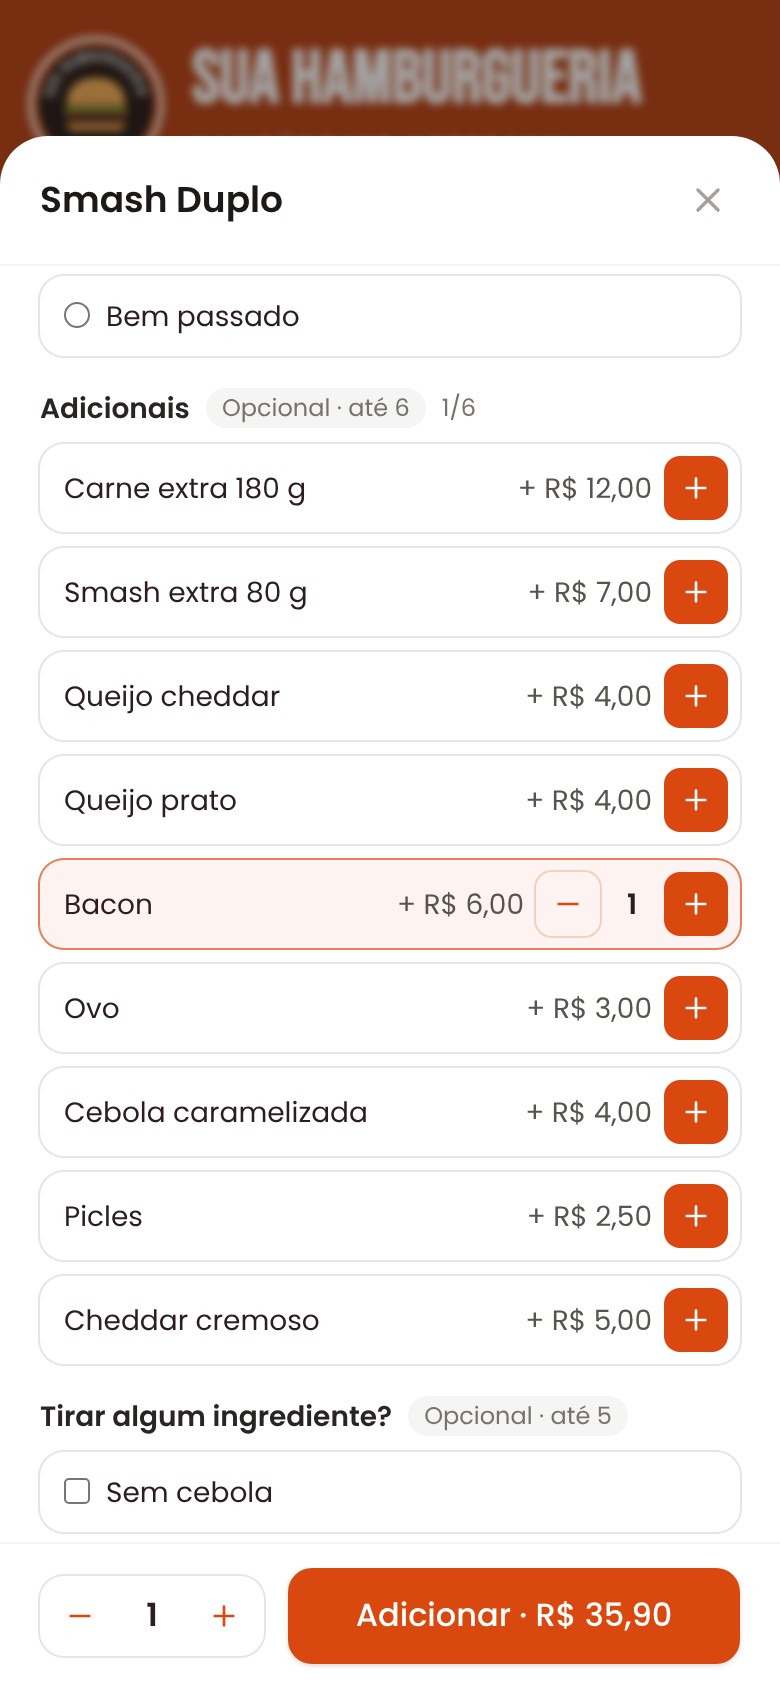 SUA HAMBURGUERIA
Smash Duplo
Bem passado
Adicionais Opcional · até 6 1/6
Carne extra 180 g + R$ 12,00 +
Smash extra 80 g + R$ 7,00 +
Queijo cheddar + R$ 4,00 +
Queijo prato + R$ 4,00 +
Bacon + R$ 6,00 − 1 +
Ovo + R$ 3,00 +
Cebola caramelizada + R$ 4,00 +
Picles + R$ 2,50 +
Cheddar cremoso + R$ 5,00 +
Tirar algum ingrediente? Opcional · até 5
Sem cebola
− 1 + Adicionar · R$ 35,90